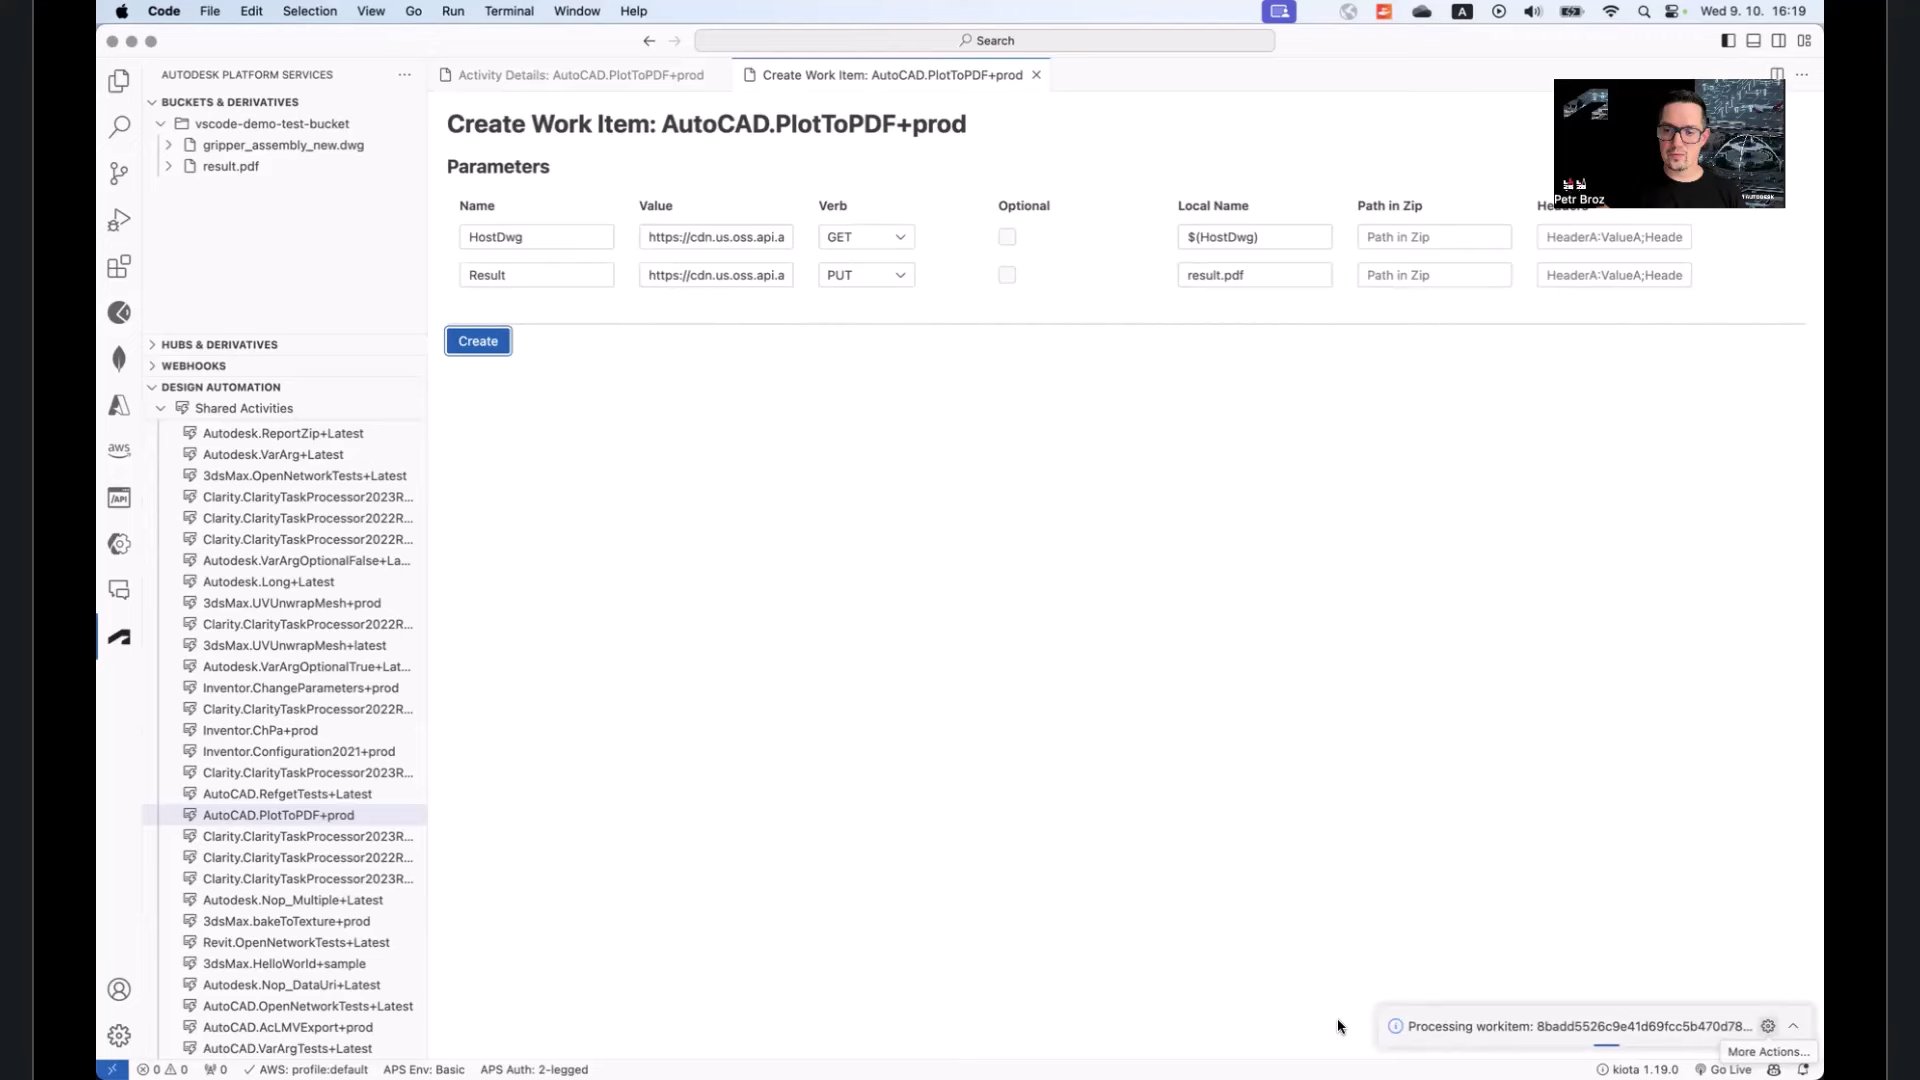 Code File Edit Selection View Go Run Terminal Window Help
A
Wed 9. 10. 16:19
Search
AUTODESK PLATFORM SERVICES
Activity Details: AutoCAD.PlotToPDF+prod
Create Work Item: AutoCAD.PlotToPDF+prod
BUCKETS & DERIVATIVES
vscode-demo-test-bucket
gripper_assembly_new.dwg
result.pdf
Create Work Item: AutoCAD.PlotToPDF+prod
Parameters
Petr Broz
AUTODESK
Name Value Verb Optional Local Name Path in Zip
HostDwg https://cdn.us.oss.api.a GET $(HostDwg) Path in Zip HeaderA:ValueA;Heade
Result https://cdn.us.oss.api.a PUT result.pdf Path in Zip HeaderA:ValueA;Heade
Create
HUBS & DERIVATIVES
WEBHOOKS
DESIGN AUTOMATION
Shared Activities
Autodesk.ReportZip+Latest
Autodesk.VarArg+Latest
3dsMax.OpenNetworkTests+Latest
Clarity.ClarityTaskProcessor2023R...
Clarity.ClarityTaskProcessor2022R...
Clarity.ClarityTaskProcessor2022R...
Autodesk.VarArgOptionalFalse+La...
Autodesk.Long+Latest
3dsMax.UVUnwrapMesh+prod
Clarity.ClarityTaskProcessor2022R...
3dsMax.UVUnwrapMesh+latest
Autodesk.VarArgOptionalTrue+Lat...
Inventor.ChangeParameters+prod
Clarity.ClarityTaskProcessor2022R...
Inventor.ChPa+prod
Inventor.Configuration2021+prod
Clarity.ClarityTaskProcessor2023R...
AutoCAD.RefgetTests+Latest
AutoCAD.PlotToPDF+prod
Clarity.ClarityTaskProcessor2023R...
Clarity.ClarityTaskProcessor2022R...
Clarity.ClarityTaskProcessor2023R...
Autodesk.Nop_Multiple+Latest
3dsMax.bakeToTexture+prod
Revit.OpenNetworkTests+Latest
3dsMax.HelloWorld+sample
Autodesk.Nop_DataUri+Latest
AutoCAD.OpenNetworkTests+Latest
AutoCAD.AcLMVExport+prod
AutoCAD.VarArgTests+Latest
aws
/API
Processing workitem: 8badd5526c9e41d69fcc5b470d78...
More Actions...
0 0 0 AWS: profile:default APS Env: Basic APS Auth: 2-legged
kiota 1.19.0 Go Live